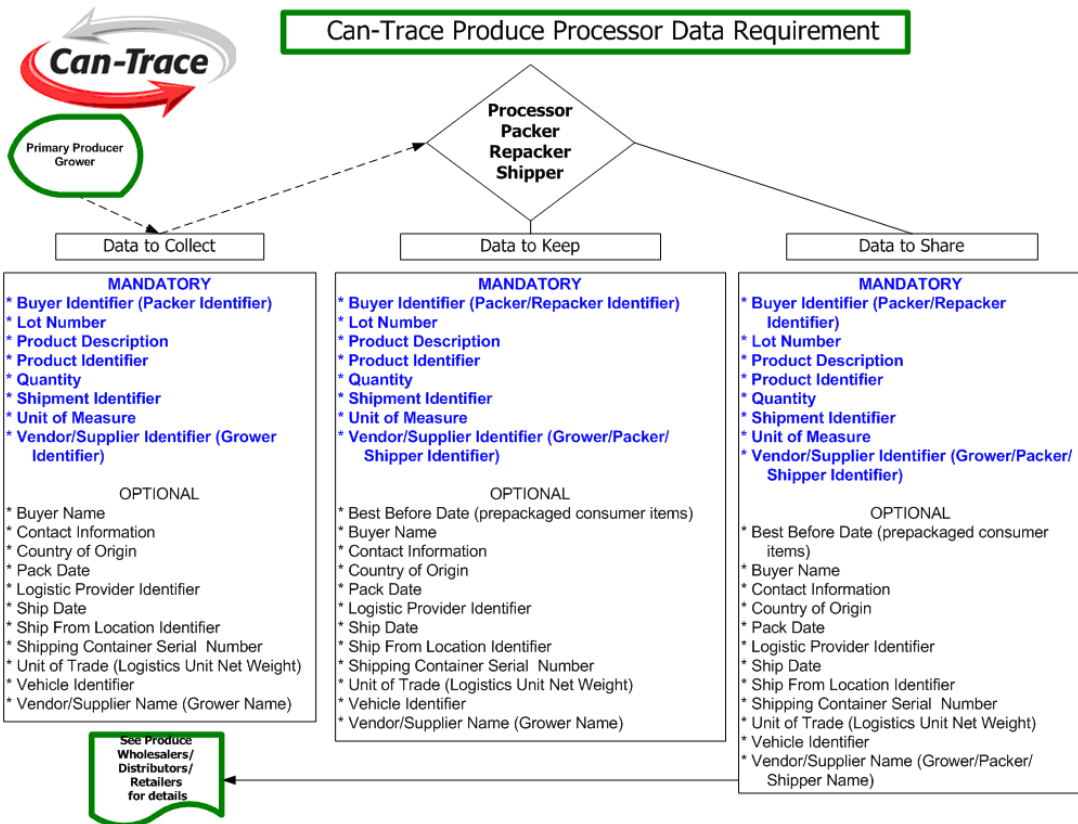 Can-Trace
Can-Trace Produce Processor Data Requirement
Primary Producer
Grower
Processor
Packer
Repacker
Shipper
Data to Collect
MANDATORY
* Buyer Identifier (Packer Identifier)
* Lot Number
* Product Description
* Product Identifier
* Quantity
* Shipment Identifier
* Unit of Measure
* Vendor/Supplier Identifier (Grower
Identifier)
OPTIONAL
* Buyer Name
* Contact Information
* Country of Origin
* Pack Date
* Logistic Provider Identifier
* Ship Date
* Ship From Location Identifier
* Shipping Container Serial Number
* Unit of Trade (Logistics Unit Net Weight)
* Vehicle Identifier
* Vendor/Supplier Name (Grower Name)
Data to Keep
MANDATORY
* Buyer Identifier (Packer/Repacker Identifier)
* Lot Number
* Product Description
* Product Identifier
* Quantity
* Shipment Identifier
* Unit of Measure
* Vendor/Supplier Identifier (Grower/Packer/
Shipper Identifier)
OPTIONAL
* Best Before Date (prepackaged consumer items)
* Buyer Name
* Contact Information
* Country of Origin
* Pack Date
* Logistic Provider Identifier
* Ship Date
* Ship From Location Identifier
* Shipping Container Serial Number
* Unit of Trade (Logistics Unit Net Weight)
* Vehicle Identifier
* Vendor/Supplier Name (Grower Name)
Data to Share
MANDATORY
* Buyer Identifier (Packer/Repacker
Identifier)
* Lot Number
* Product Description
* Product Identifier
* Quantity
* Shipment Identifier
* Unit of Measure
* Vendor/Supplier Identifier (Grower/Packer/
Shipper Identifier)
OPTIONAL
* Best Before Date (prepackaged consumer
items)
* Buyer Name
* Contact Information
* Country of Origin
* Pack Date
* Logistic Provider Identifier
* Ship Date
* Ship From Location Identifier
* Shipping Container Serial Number
* Unit of Trade (Logistics Unit Net Weight)
* Vehicle Identifier
* Vendor/Supplier Name (Grower/Packer/
Shipper Name)
See Produce
Wholesalers/
Distributors/
Retailers
for details